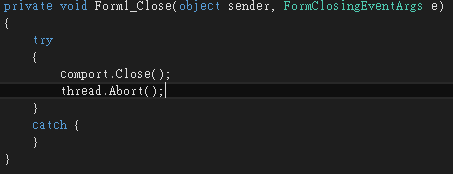 private void Form1_Close(object sender, FormClosingEventArgs e)
{
try
{
comport.Close();
thread.Abort();
}
catch {
}
}